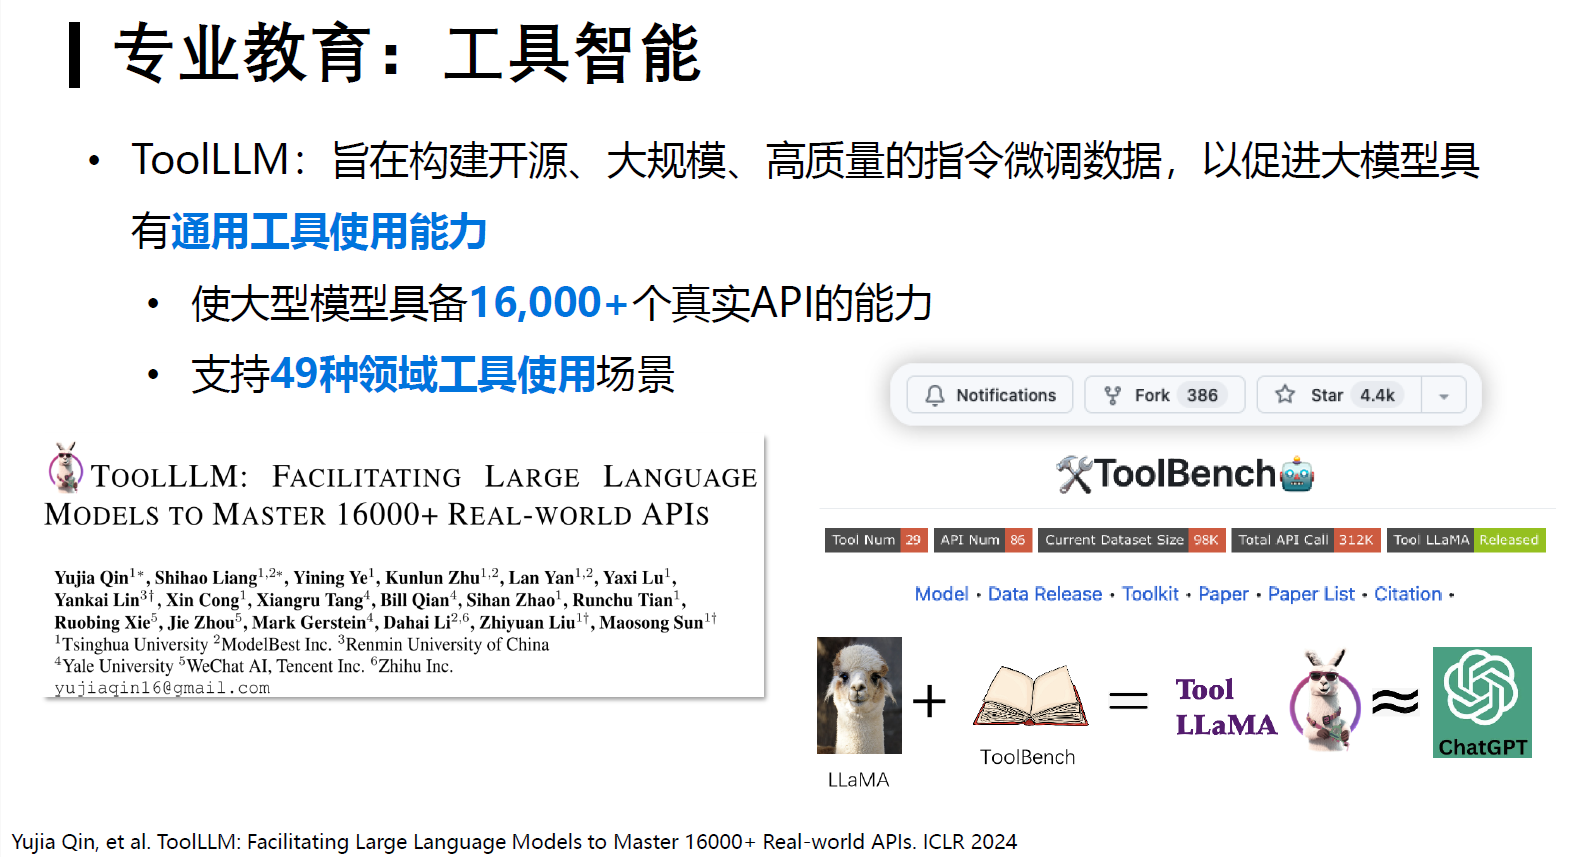 专业教育：工具智能
• ToolLLM：旨在构建开源、大规模、高质量的指令微调数据，以促进大模型具
有通用工具使用能力
• 使大型模型具备16,000+个真实API的能力
• 支持49种领域工具使用场景
Notifications Fork 386 Star 4.4k
TOOLLLM: FACILITATING LARGE LANGUAGE
MODELS TO MASTER 16000+ REAL-WORLD APIS
Yujia Qin1*, Shihao Liang1,2*, Yining Ye1, Kunlun Zhu1,2, Lan Yan1,2, Yaxi Lu1,
Yankai Lin3†, Xin Cong1, Xiangru Tang4, Bill Qian4, Sihan Zhao1, Runchu Tian1,
Ruobing Xie5, Jie Zhou5, Mark Gerstein4, Dahai Li2,6, Zhiyuan Liu1†, Maosong Sun1†
1Tsinghua University 2ModelBest Inc. 3Renmin University of China
4Yale University 5WeChat AI, Tencent Inc. 6Zhihu Inc.
yujiaqin16@gmail.com
ToolBench
Tool Num 29 API Num 86 Current Dataset Size 98K Total API Call 312K Tool LLaMA Released
Model • Data Release • Toolkit • Paper • Paper List • Citation •
LLaMA
+
ToolBench
=
Tool
LLaMA
≈
ChatGPT
Yujia Qin, et al. ToolLLM: Facilitating Large Language Models to Master 16000+ Real-world APIs. ICLR 2024